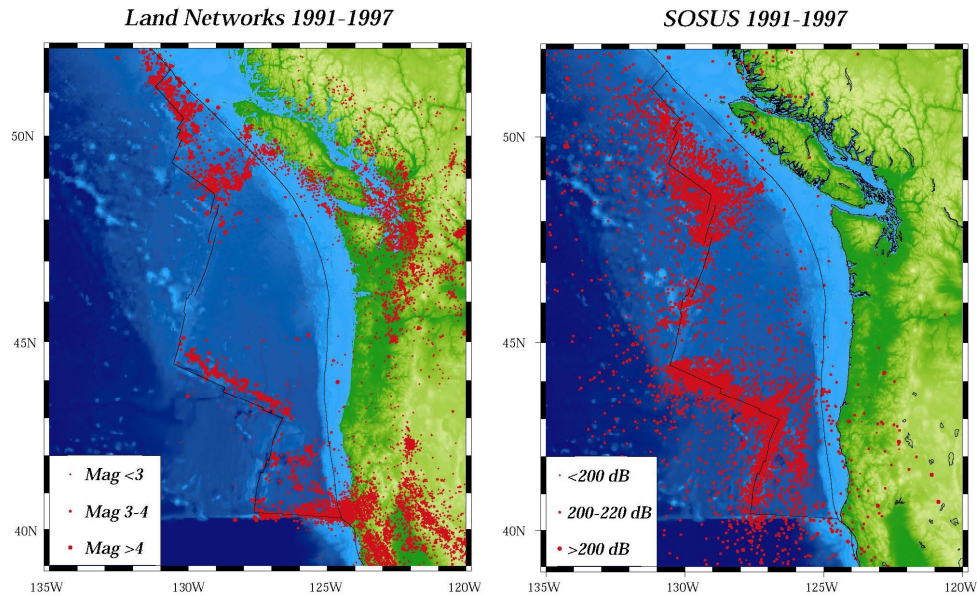 Land Networks 1991-1997
SOSUS 1991-1997
50N
45N
40N
Mag <3
Mag 3-4
Mag >4
135W
130W
125W
120W
50N
45N
40N
<200 dB
200-220 dB
>200 dB
135W
130W
125W
120W